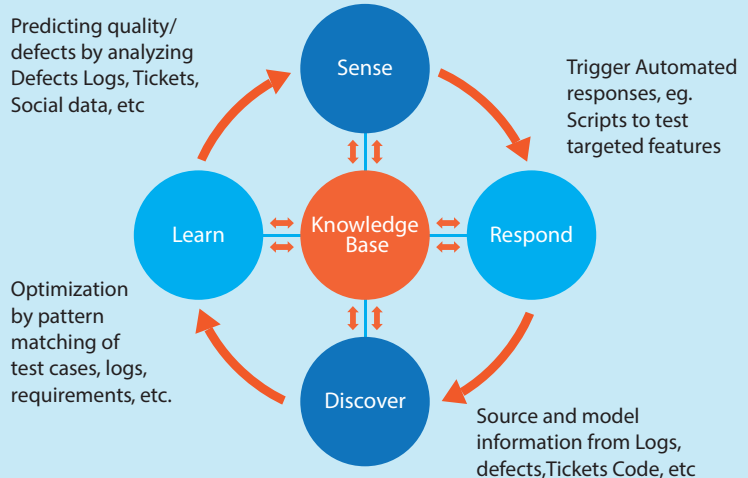 Predicting quality/
defects by analyzing
Defects Logs, Tickets,
Social data, etc
Sense
Trigger Automated
responses, eg.
Scripts to test
targeted features
Learn
Knowledge
Base
Respond
Optimization
by pattern
matching of
test cases, logs,
requirements, etc.
Discover
Source and model
information from Logs,
defects,Tickets Code, etc